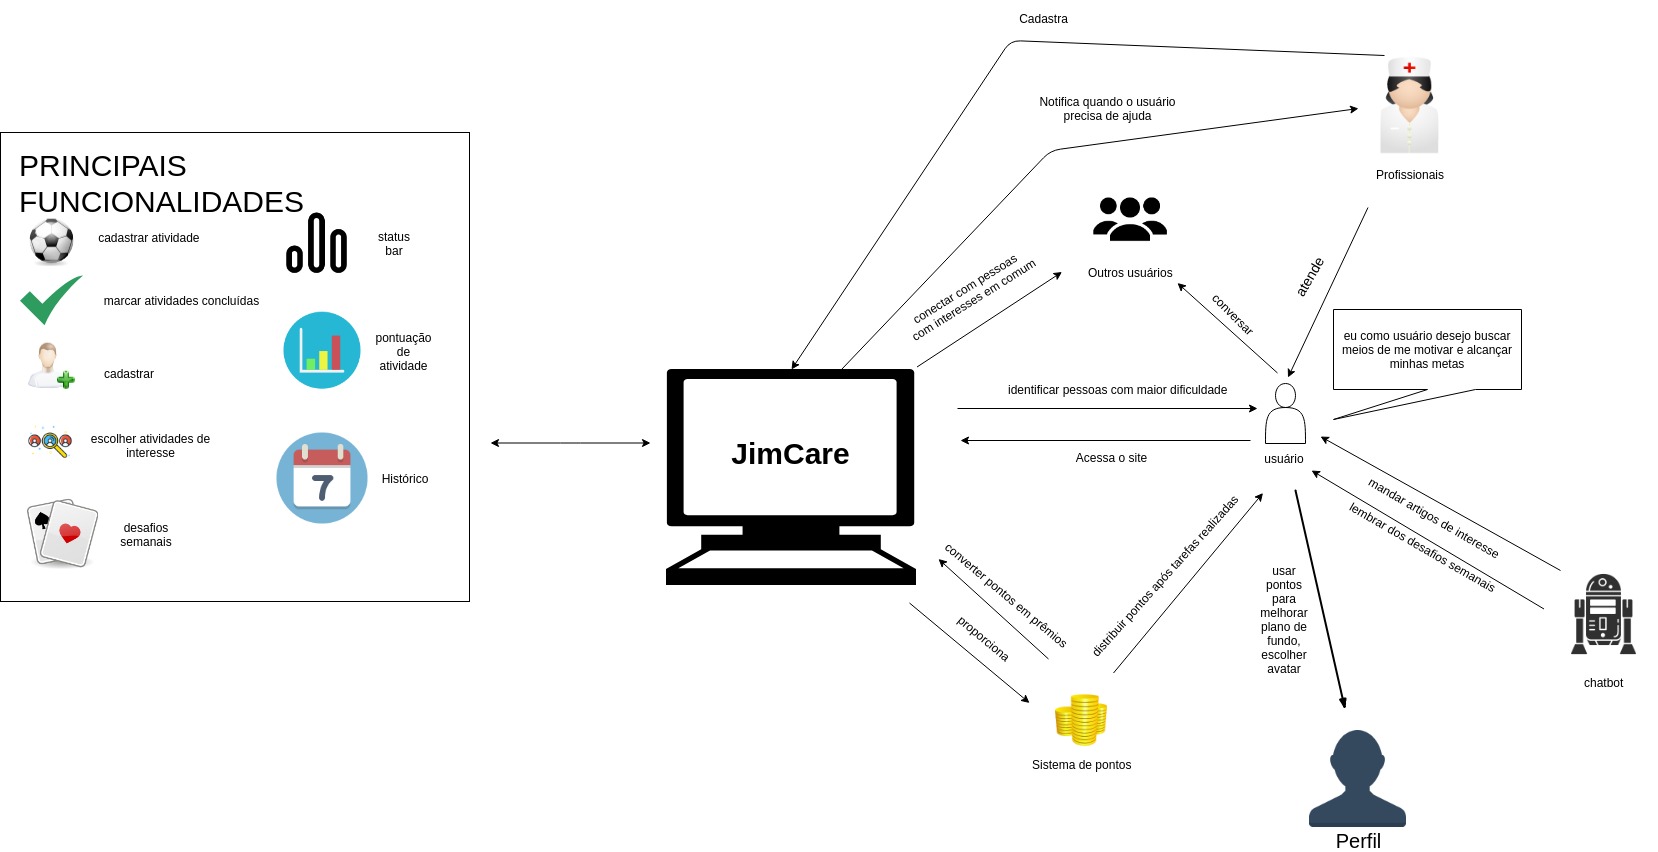 Cadastra
Notifica quando o usuário
precisa de ajuda
Profissionais
PRINCIPAIS
FUNCIONALIDADES
cadastrar atividade
status
bar
marcar atividades concluídas
pontuação
de
atividade
cadastrar
escolher atividades de
interesse
Histórico
desafios
semanais
JimCare
conectar com pessoas
com interesses em comum
Outros usuários
conversar
atende
eu como usuário desejo buscar
meios de me motivar e alcançar
minhas metas
identificar pessoas com maior dificuldade
Acessa o site
usuário
mandar artigos de interesse
lembrar dos desafios semanais
chatbot
converter pontos em prêmios
proporciona
distribuir pontos após tarefas realizadas
Sistema de pontos
usar
pontos
para
melhorar
plano de
fundo,
escolher
avatar
Perfil